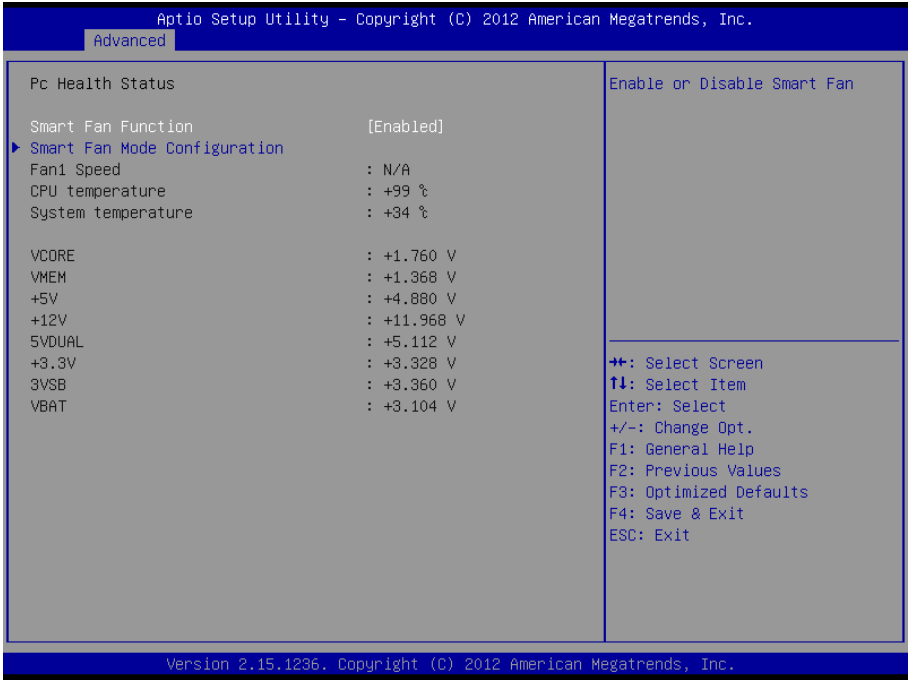 Aptio Setup Utility – Copyright (C) 2012 American Megatrends, Inc.
Advanced
Pc Health Status
Smart Fan Function [Enabled]
Smart Fan Mode Configuration
Fan1 Speed : N/A
CPU temperature : +99 ℃
System temperature : +34 ℃
VCORE : +1.760 V
VMEM : +1.368 V
+5V : +4.880 V
+12V : +11.968 V
5VDUAL : +5.112 V
+3.3V : +3.328 V
3VSB : +3.360 V
VBAT : +3.104 V
Enable or Disable Smart Fan
→←: Select Screen
↑↓: Select Item
Enter: Select
+/-: Change Opt.
F1: General Help
F2: Previous Values
F3: Optimized Defaults
F4: Save & Exit
ESC: Exit
Version 2.15.1236. Copyright (C) 2012 American Megatrends, Inc.